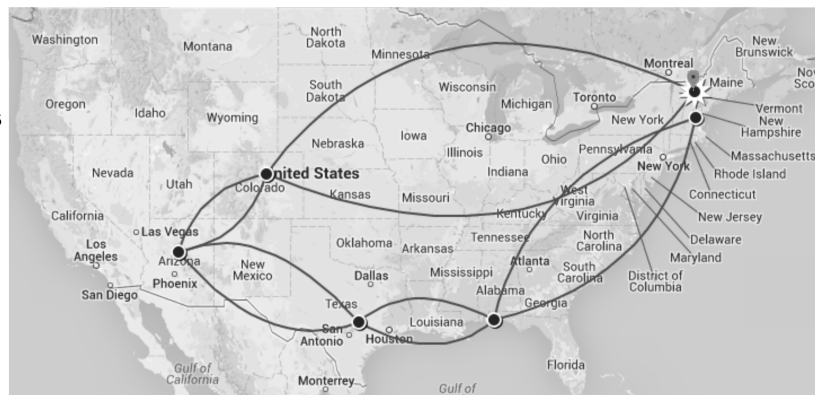 Washington
Montana
North
Dakota
Minnesota
Montreal
New
Brunswick
Maine
Oregon
Idaho
Wyoming
South
Dakota
Wisconsin
Michigan
Toronto
Vermont
New
Hampshire
New York
Massachusetts
Rhode Island
Connecticut
New Jersey
Delaware
Maryland
District of
Columbia
Nebraska
Iowa
Chicago
Illinois
Indiana
Ohio
Pennsylvania
New York
Nevada
Utah
Colorado
United States
Kansas
Missouri
Kentucky
West
Virginia
Virginia
California
Las Vegas
Los
Angeles
San Diego
Arizona
Phoenix
New
Mexico
Oklahoma
Arkansas
Tennessee
North
Carolina
South
Carolina
Atlanta
Dallas
Mississippi
Alabama
Georgia
Texas
Louisiana
San
Antonio
Houston
Florida
Gulf of
California
Monterrey
Gulf of